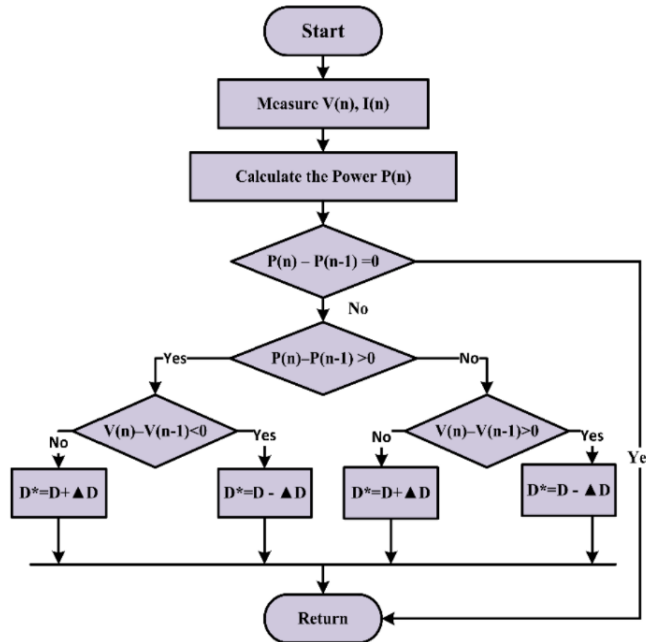 Start
Measure V(n), I(n)
Calculate the Power P(n)
P(n) – P(n-1) =0
No
P(n)–P(n-1) >0
Yes
No
V(n)–V(n-1)<0
V(n)–V(n-1)>0
No
Yes
No
Yes
Ye
D*=D+▲D
D*=D - ▲D
D*=D+▲D
D*=D - ▲D
Return